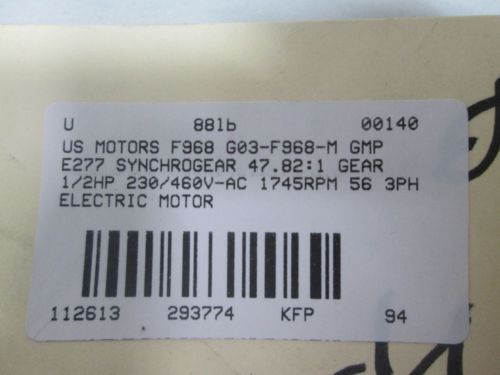 U 88lb 00140
US MOTORS F968 G03-F968-M GMP
E277 SYNCHROGEAR 47.82:1 GEAR
1/2HP 230/460V-AC 1745RPM 56 3PH
ELECTRIC MOTOR
112613 293774 KFP 94